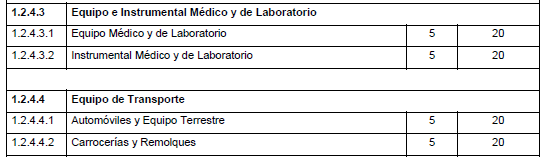 1.2.4.3 Equipo e Instrumental Médico y de Laboratorio
1.2.4.3.1 Equipo Médico y de Laboratorio 5 20
1.2.4.3.2 Instrumental Médico y de Laboratorio 5 20
1.2.4.4 Equipo de Transporte
1.2.4.4.1 Automóviles y Equipo Terrestre 5 20
1.2.4.4.2 Carrocerías y Remolques 5 20